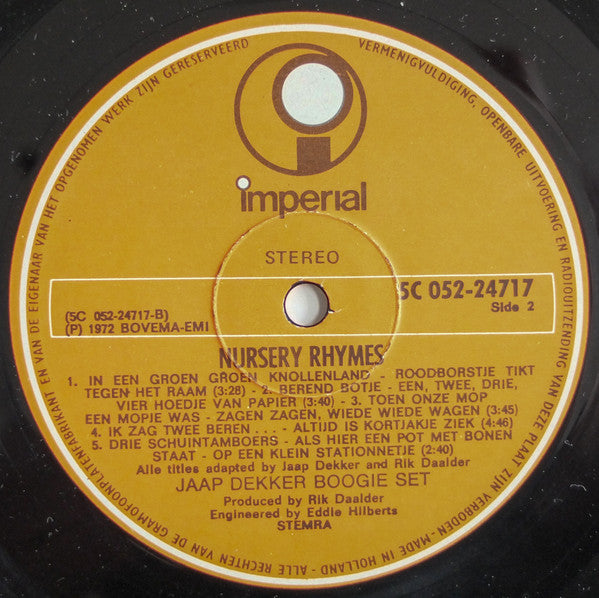 imperial
STEREO
5C 052-24717
Side 2
(5C 052-24717-B)
(P) 1972 BOVEMA-EMI
NURSERY RHYMES
1. IN EEN GROEN GROEN KNOLLENLAND - ROODBORSTJE TIKT
TEGEN HET RAAM (3:28) - 2. BEREND BOTJE - EEN, TWEE, DRIE,
VIER HOEDJE VAN PAPIER (3:40) - 3. TOEN ONZE MOP
EEN MOPJE WAS - ZAGEN ZAGEN, WIEDE WIEDE WAGEN (3:45)
4. IK ZAG TWEE BEREN . . . - ALTIJD IS KORTJAKJE ZIEK (4:46)
5. DRIE SCHUINTAMBOERS - ALS HIER EEN POT MET BONEN
STAAT - OP EEN KLEIN STATIONNETJE (2:40)
Alle titles adapted by Jaap Dekker and Rik Daalder
JAAP DEKKER BOOGIE SET
Produced by Rik Daalder
Engineered by Eddie Hilberts
STEMRA
MADE IN HOLLAND - ALLE RECHTEN VAN DE GRAMOFOONPLATENFABRIKANT EN VAN DE EIGENAAR VAN HET OPGENOMEN WERK ZIJN GERESERVEERD VERMENIGVULDIGING, OPENBARE UITVOERING EN RADIOUITZENDING VAN DEZE PLAAT ZIJN VERBODEN -